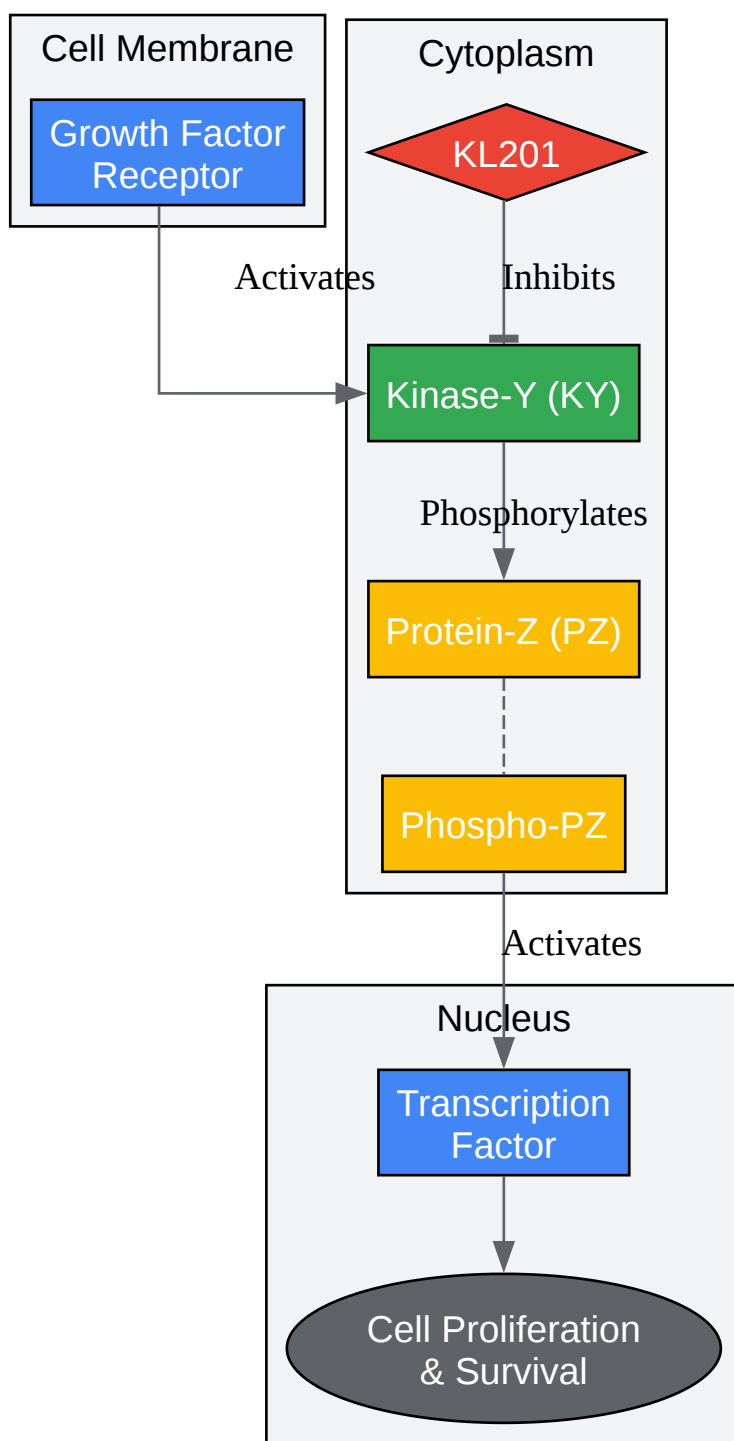 Cell Membrane
Growth Factor
Receptor
Cytoplasm
KL201
Activates
Inhibits
Kinase-Y (KY)
Phosphorylates
Protein-Z (PZ)
Phospho-PZ
Activates
Nucleus
Transcription
Factor
Cell Proliferation
& Survival